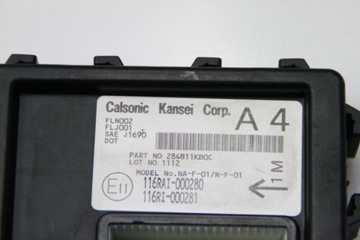 Calsonic Kansei Corp.
A 4
FLN002
FLJ001
SAE J1690
DOT
PART NO 284B11KB0C
LOT NO 1112
MODEL No. NA-F-01/N-F-01
E11
116RAI-000280
116RI-000281
1M